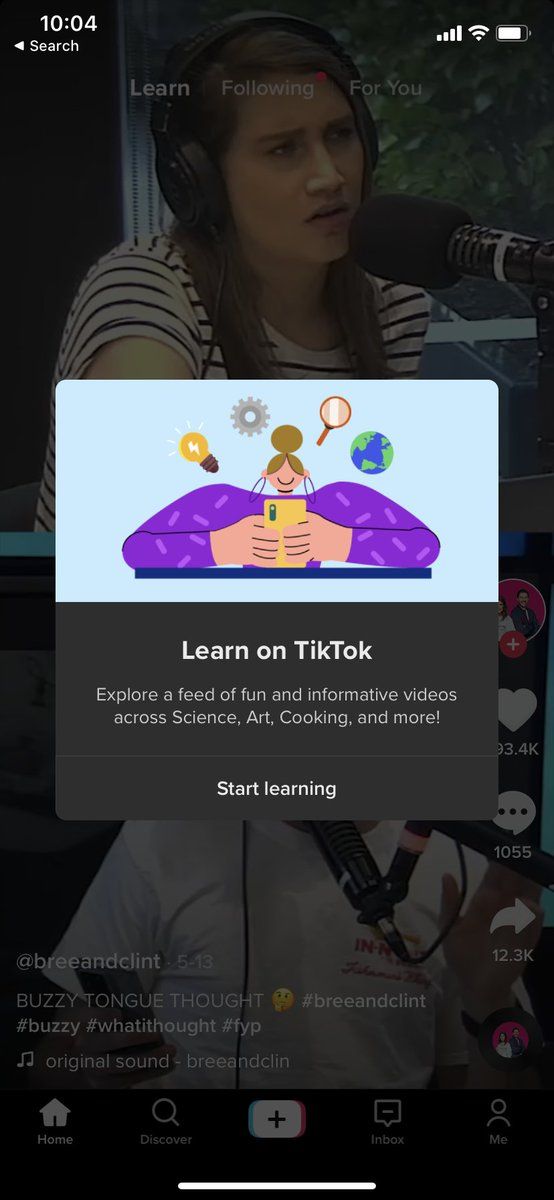 10:04
◀ Search
Learn
Following
For You
Learn on TikTok
Explore a feed of fun and informative videos
across Science, Art, Cooking, and more!
Start learning
93.4K
1055
12.3K
@breeandclint · 5-13
BUZZY TONGUE THOUGHT 🤔 #breeandclint
#buzzy #whatithought #fyp
original sound - breeandclin
Home
Discover
Inbox
Me